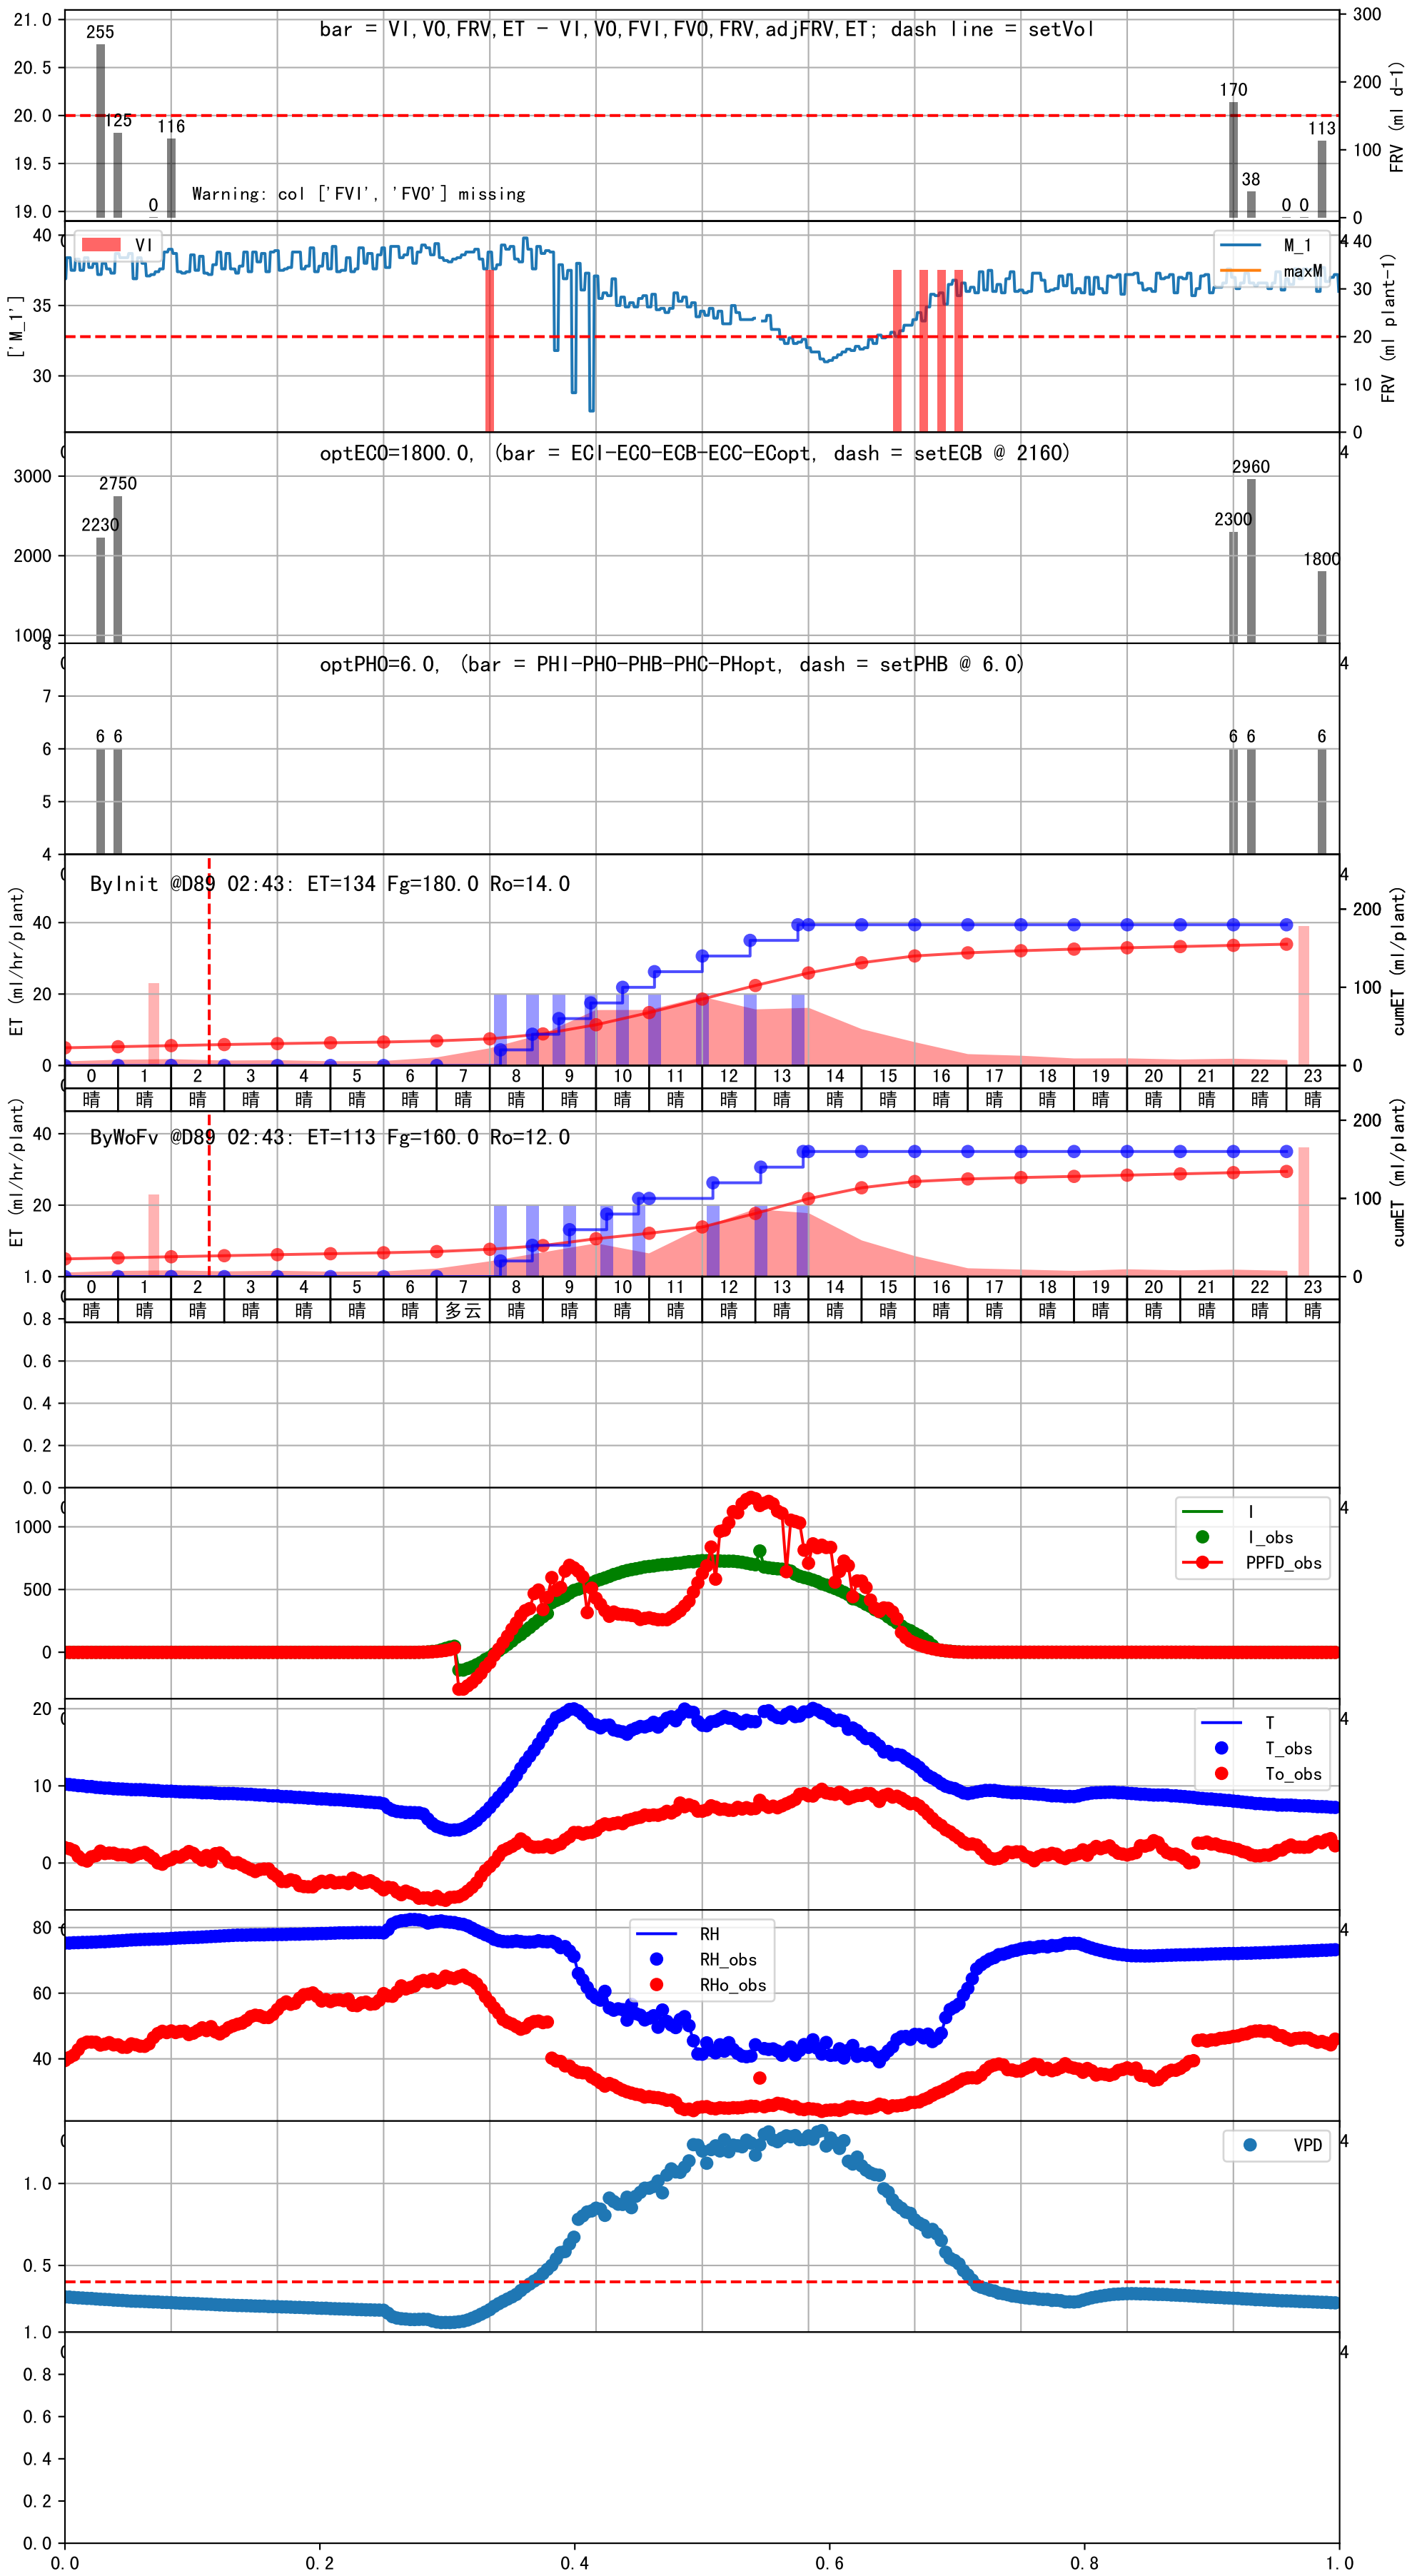 bar = VI,VO,FRV,ET - VI,VO,FVI,FVO,FRV,adjFRV,ET; dash line = setVol
21.0
20.5
20.0
19.5
19.0
255
125
0
116
170
38
0
0
113
Warning: col ['FVI', 'FVO'] missing
300
200
100
0
FRV (ml d-1)
['M_1']
40
35
30
VI
M_1
maxM
40
30
20
10
0
FRV (ml plant-1)
optECO=1800.0, (bar = ECI-ECO-ECB-ECC-ECopt, dash = setECB @ 2160)
3000
2000
1000
2230
2750
2300
2960
1800
4
optPHO=6.0, (bar = PHI-PHO-PHB-PHC-PHopt, dash = setPHB @ 6.0)
8
7
6
5
4
6 6
6 6
6
4
ByInit @D89 02:43: ET=134 Fg=180.0 Ro=14.0
ET (ml/hr/plant)
40
20
0
200
100
0
cumET (ml/plant)
4
0 1 2 3 4 5 6 7 8 9 10 11 12 13 14 15 16 17 18 19 20 21 22 23
晴 晴 晴 晴 晴 晴 晴 晴 晴 晴 晴 晴 晴 晴 晴 晴 晴 晴 晴 晴 晴 晴 晴 晴
ByWoFv @D89 02:43: ET=113 Fg=160.0 Ro=12.0
ET (ml/hr/plant)
40
20
200
100
0
cumET (ml/plant)
0 1 2 3 4 5 6 7 8 9 10 11 12 13 14 15 16 17 18 19 20 21 22 23
晴 晴 晴 晴 晴 晴 晴 多云 晴 晴 晴 晴 晴 晴 晴 晴 晴 晴 晴 晴 晴 晴 晴 晴
1.0
0.8
0.6
0.4
0.2
0.0
4
1000
500
0
I
I_obs
PPFD_obs
4
20
10
0
T
T_obs
To_obs
4
80
60
40
RH
RH_obs
RHo_obs
4
1.0
0.5
VPD
4
1.0
0.8
0.6
0.4
0.2
0.0
4
0.0 0.2 0.4 0.6 0.8 1.0